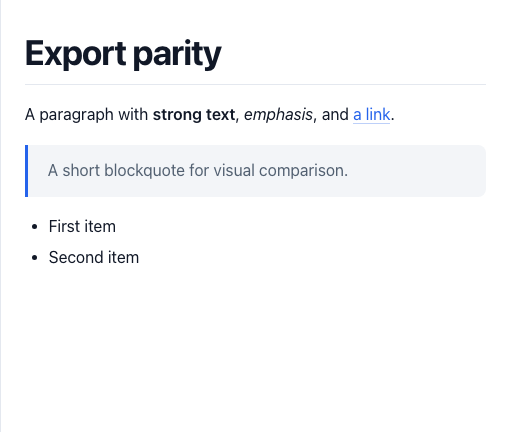 Export parity
A paragraph with strong text, emphasis, and a link.
A short blockquote for visual comparison.
• First item
• Second item